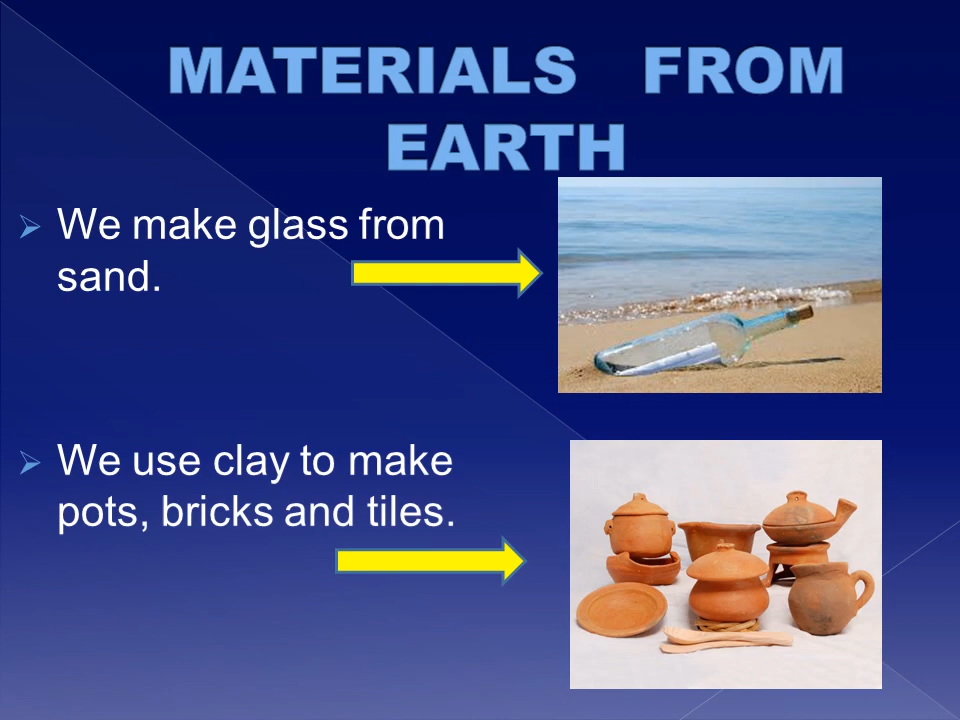 MATERIALS FROM
EARTH
We make glass from
sand.
We use clay to make
pots, bricks and tiles.